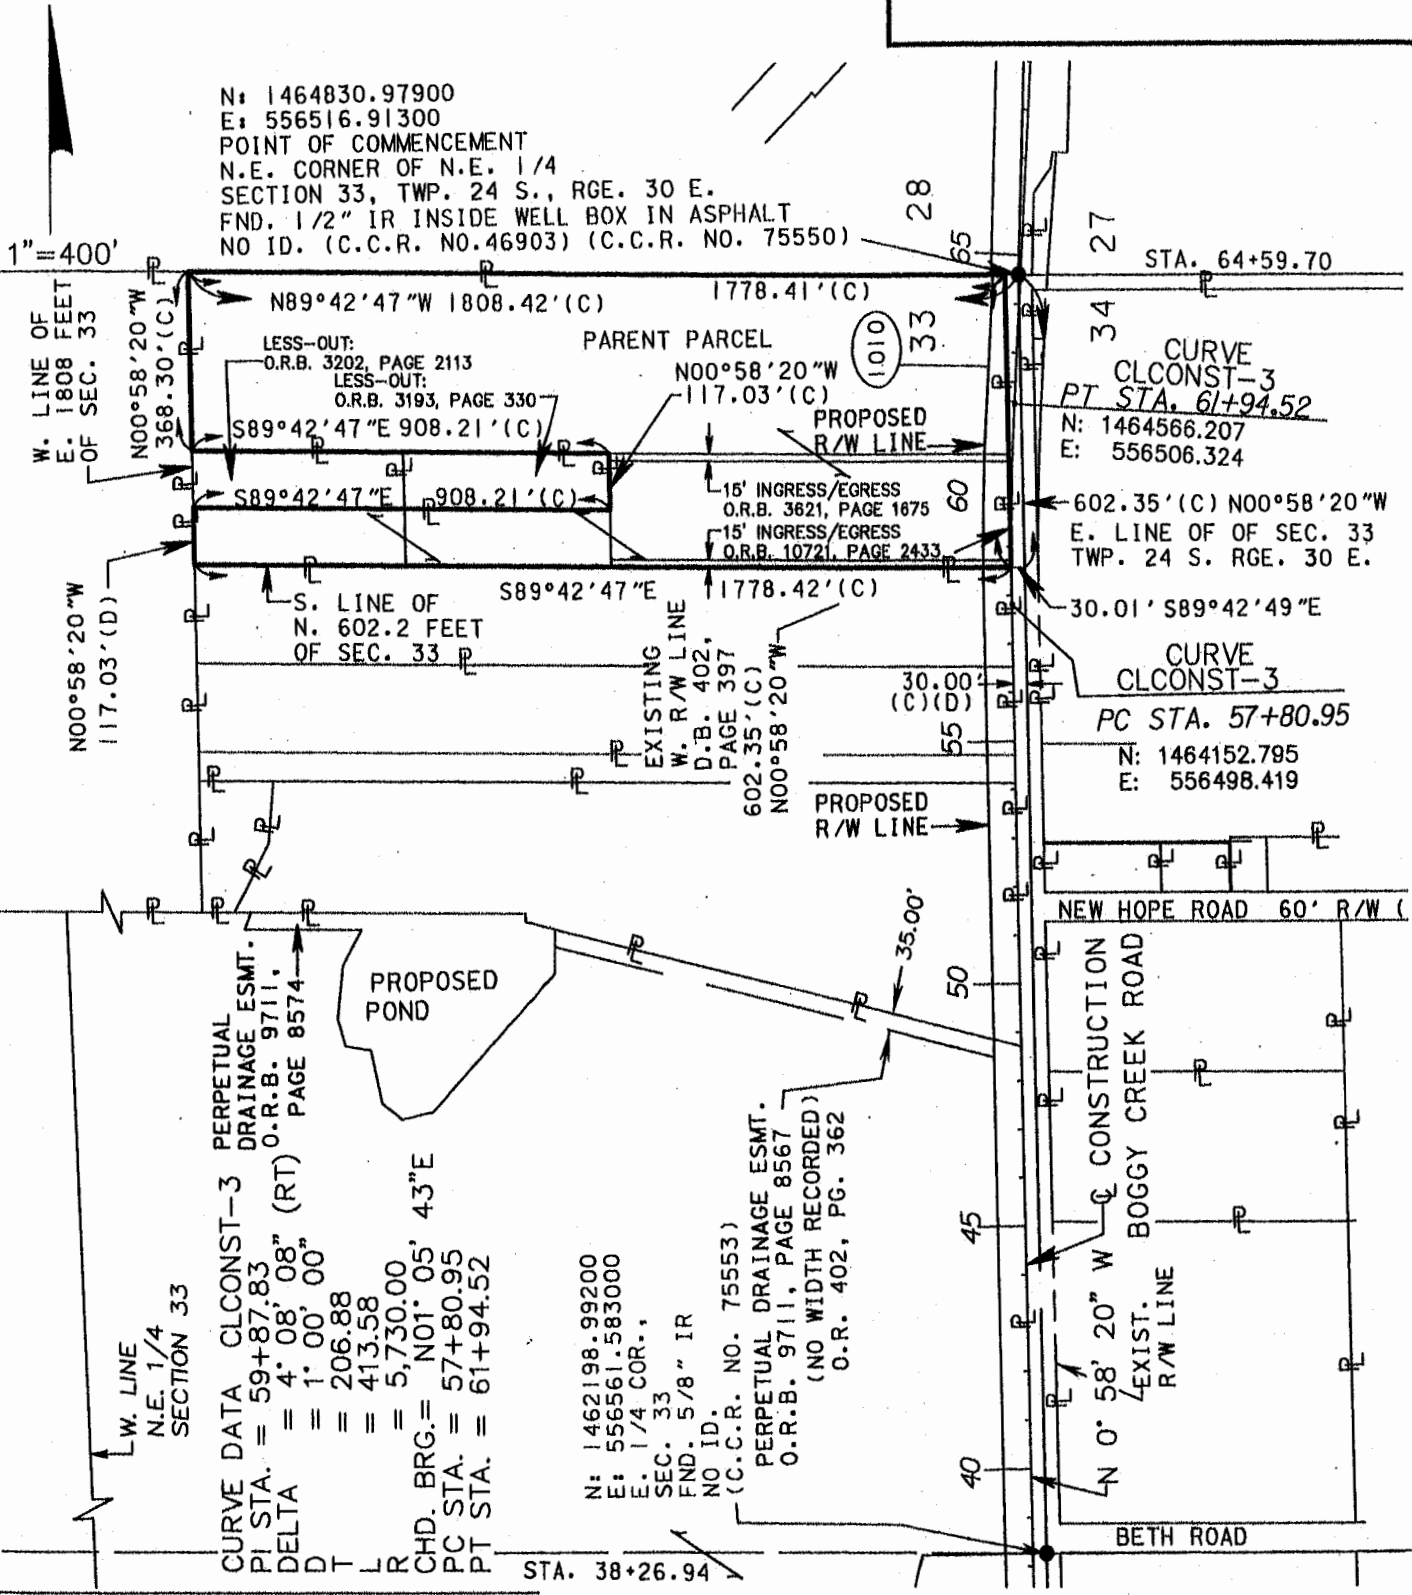 N: 1464830.97900
E: 556516.91300
POINT OF COMMENCEMENT
N.E. CORNER OF N.E. 1/4
SECTION 33, TWP. 24 S., RGE. 30 E.
FND. 1/2" IR INSIDE WELL BOX IN ASPHALT
NO ID. (C.C.R. NO.46903) (C.C.R. NO. 75550)
1"=400'
28
27
65
STA. 64+59.70
N89°42'47"W 1808.42'(C)
1778.41'(C)
33
34
1010
W. LINE OF
E. 1808 FEET
OF SEC. 33
N00°58'20"W
368.30'(C)
LESS-OUT:
O.R.B. 3202, PAGE 2113
LESS-OUT:
O.R.B. 3193, PAGE 330
PARENT PARCEL
N00°58'20"W
117.03'(C)
CURVE
CLCONST-3
PT STA. 61+94.52
N: 1464566.207
E: 556506.324
PROPOSED
R/W LINE
S89°42'47"E 908.21'(C)
S89°42'47"E 908.21'(C)
15' INGRESS/EGRESS
O.R.B. 3621, PAGE 1675
60
15' INGRESS/EGRESS
O.R.B. 10721, PAGE 2433
602.35'(C) N00°58'20"W
E. LINE OF OF SEC. 33
TWP. 24 S. RGE. 30 E.
S89°42'47"E 1778.42'(C)
30.01' S89°42'49"E
N00°58'20"W
117.03'(D)
S. LINE OF
N. 602.2 FEET
OF SEC. 33
EXISTING
W. R/W LINE
D.B. 402,
PAGE 397
602.35'(C)
N00°58'20"W
30.00'
(C)(D)
CURVE
CLCONST-3
PC STA. 57+80.95
N: 1464152.795
E: 556498.419
55
PROPOSED
R/W LINE
NEW HOPE ROAD 60' R/W (
35.00'
50
PROPOSED
POND
PERPETUAL
DRAINAGE ESMT.
O.R.B. 9711,
PAGE 8574
CURVE DATA CLCONST-3
PI STA. = 59+87.83
DELTA = 4° 08' 08" (RT)
D = 1° 00' 00"
T = 206.88
L = 413.58
R = 5,730.00
CHD. BRG.= N01° 05' 43"E
PC STA. = 57+80.95
PT STA. = 61+94.52
W. LINE
N.E. 1/4
SECTION 33
N: 1462198.99200
E: 556561.583000
E. 1/4 COR.,
SEC. 33
FND. 5/8" IR
NO ID.
(C.C.R. NO. 75553)
PERPETUAL DRAINAGE ESMT.
O.R.B. 9711, PAGE 8567
(NO WIDTH RECORDED)
O.R. 402, PG. 362
45
40
℄ CONSTRUCTION
BOGGY CREEK ROAD
N 0° 58' 20" W
EXIST.
R/W LINE
BETH ROAD
STA. 38+26.94